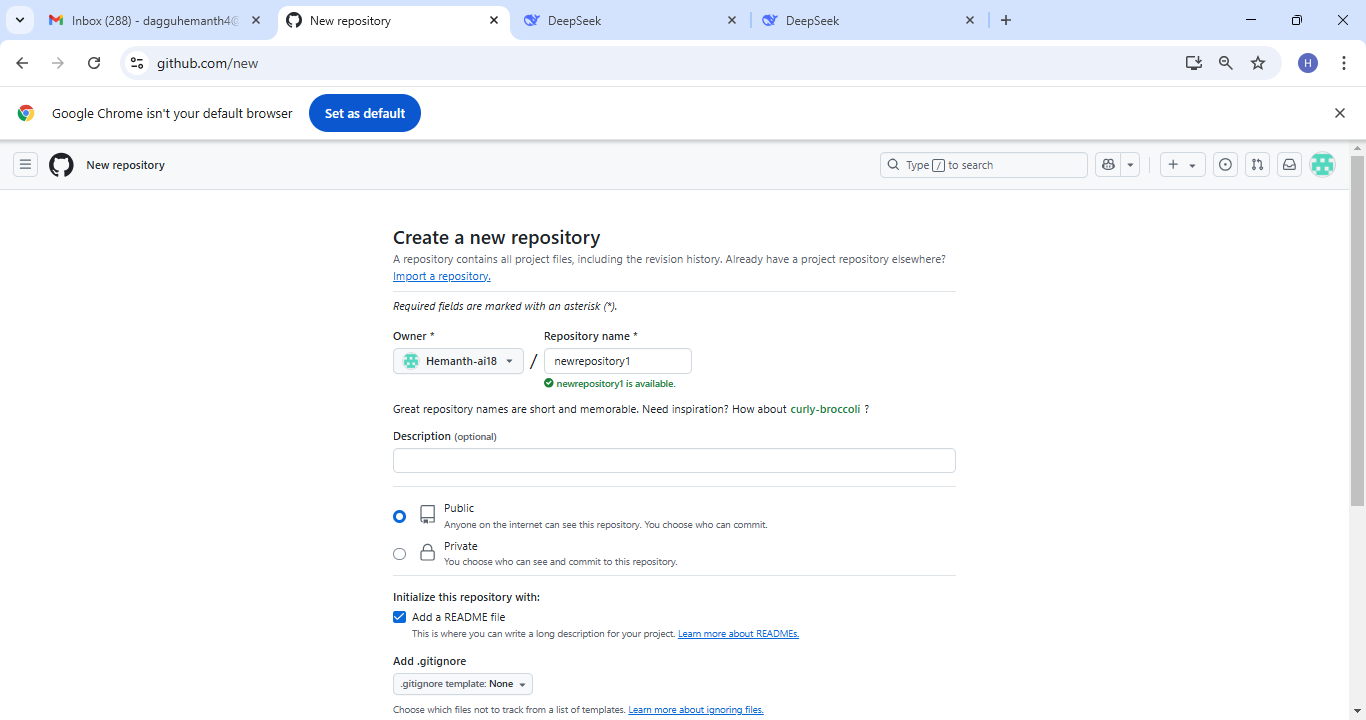 Inbox (288) - dagguhemanth4@
New repository
DeepSeek
DeepSeek
github.com/new
H
Google Chrome isn't your default browser
Set as default
New repository
Type / to search
Create a new repository
A repository contains all project files, including the revision history. Already have a project repository elsewhere?
Import a repository.
Required fields are marked with an asterisk (*).
Owner * Repository name *
Hemanth-ai18 / newrepository1
newrepository1 is available.
Great repository names are short and memorable. Need inspiration? How about curly-broccoli ?
Description (optional)
Public
Anyone on the internet can see this repository. You choose who can commit.
Private
You choose who can see and commit to this repository.
Initialize this repository with:
Add a README file
This is where you can write a long description for your project. Learn more about READMEs.
Add .gitignore
.gitignore template: None
Choose which files not to track from a list of templates. Learn more about ignoring files.